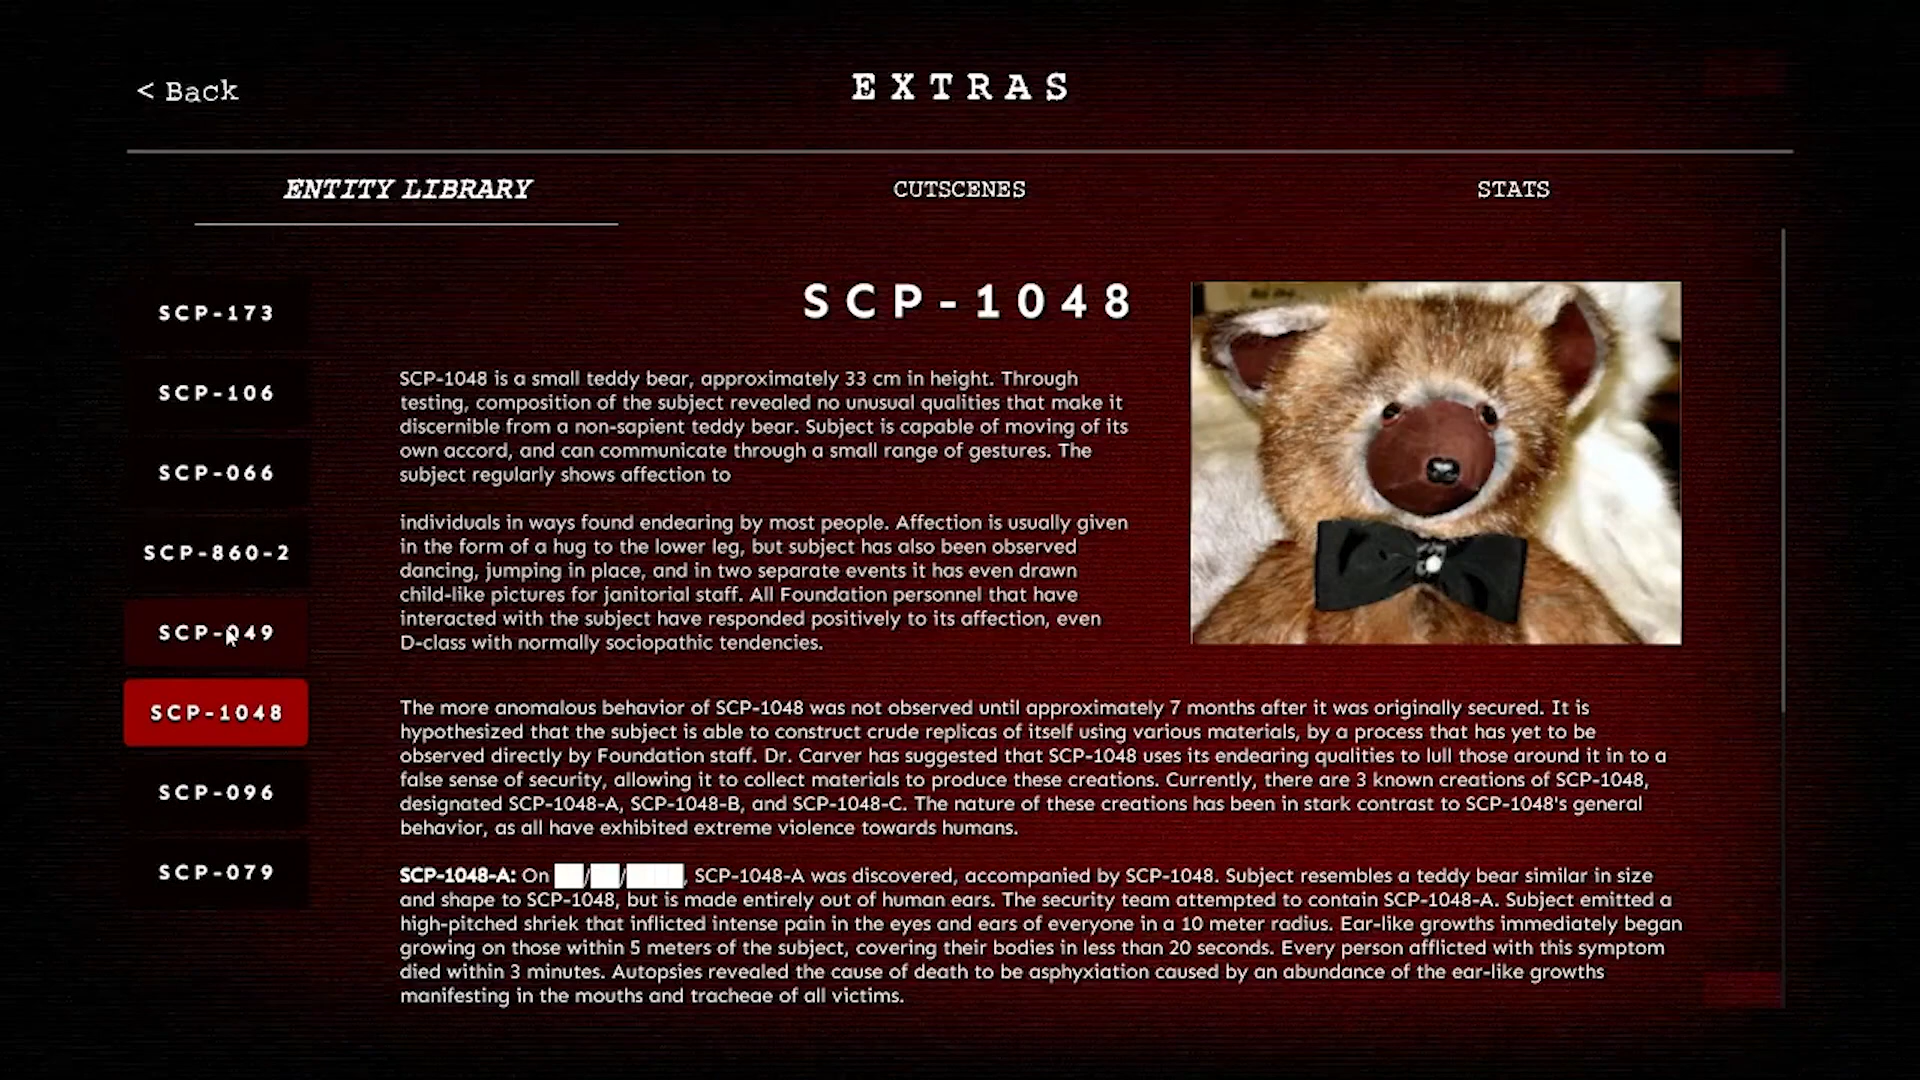 < Back
EXTRAS
ENTITY LIBRARY
CUTSCENES
STATS
SCP-173
SCP-106
SCP-066
SCP-860-2
SCP-049
SCP-1048
SCP-096
SCP-079
SCP-1048
SCP-1048 is a small teddy bear, approximately 33 cm in height. Through
testing, composition of the subject revealed no unusual qualities that make it
discernible from a non-sapient teddy bear. Subject is capable of moving of its
own accord, and can communicate through a small range of gestures. The
subject regularly shows affection to
individuals in ways found endearing by most people. Affection is usually given
in the form of a hug to the lower leg, but subject has also been observed
dancing, jumping in place, and in two separate events it has even drawn
child-like pictures for janitorial staff. All Foundation personnel that have
interacted with the subject have responded positively to its affection, even
D-class with normally sociopathic tendencies.
The more anomalous behavior of SCP-1048 was not observed until approximately 7 months after it was originally secured. It is
hypothesized that the subject is able to construct crude replicas of itself using various materials, by a process that has yet to be
observed directly by Foundation staff. Dr. Carver has suggested that SCP-1048 uses its endearing qualities to lull those around it in to a
false sense of security, allowing it to collect materials to produce these creations. Currently, there are 3 known creations of SCP-1048,
designated SCP-1048-A, SCP-1048-B, and SCP-1048-C. The nature of these creations has been in stark contrast to SCP-1048's general
behavior, as all have exhibited extreme violence towards humans.
SCP-1048-A: On ██/██/████, SCP-1048-A was discovered, accompanied by SCP-1048. Subject resembles a teddy bear similar in size
and shape to SCP-1048, but is made entirely out of human ears. The security team attempted to contain SCP-1048-A. Subject emitted a
high-pitched shriek that inflicted intense pain in the eyes and ears of everyone in a 10 meter radius. Ear-like growths immediately began
growing on those within 5 meters of the subject, covering their bodies in less than 20 seconds. Every person afflicted with this symptom
died within 3 minutes. Autopsies revealed the cause of death to be asphyxiation caused by an abundance of the ear-like growths
manifesting in the mouths and tracheae of all victims.